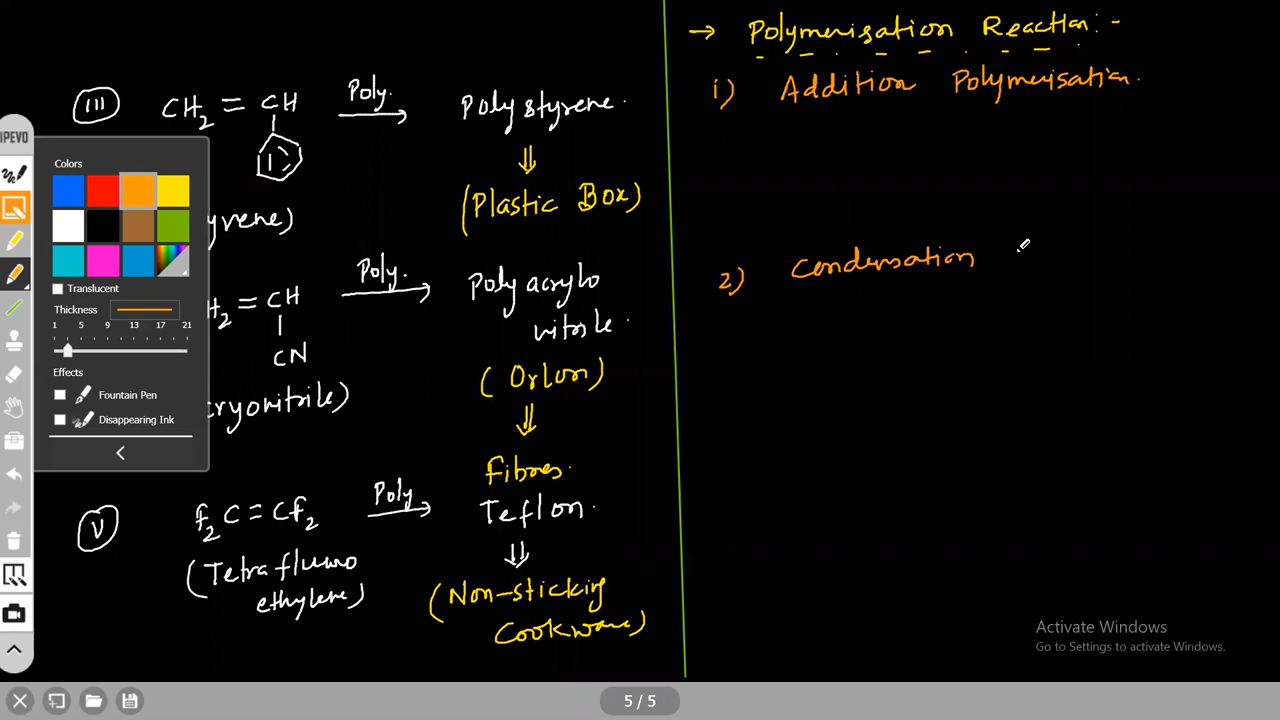 III CH2 = CH Poly. Polystyrene.
⇓
(Plastic Box)
yrene)
H2 = CH Poly. Polyacrylo
nitrile.
CN
(Orlon)
cryonitrile)
⇓
Fibres.
V F2C = CF2 Poly Teflon.
(Tetrafluoro
ethylene)
⇓
(Non-sticking
Cookware)
→ Polymerisation Reaction:-
1) Addition Polymerisation.
2) Condensation
IPEVO
Colors
Translucent
Thickness
1 5 9 13 17 21
Effects
Fountain Pen
Disappearing Ink
5 / 5
Activate Windows
Go to Settings to activate Windows.